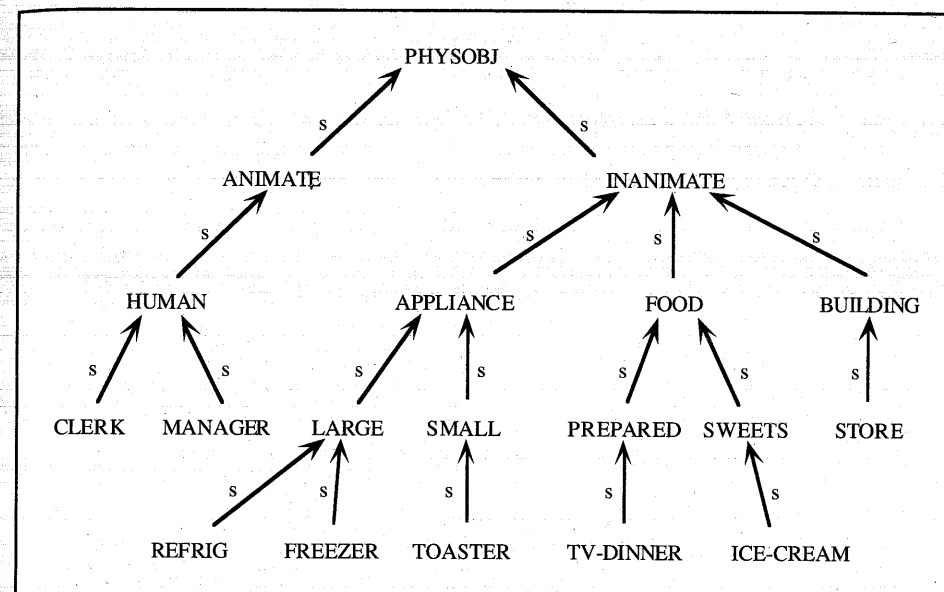 PHYSOBJ
s s
ANIMATE INANIMATE
s s s s
HUMAN APPLIANCE FOOD BUILDING
s s s s s s s
CLERK MANAGER LARGE SMALL PREPARED SWEETS STORE
s s s s s
REFRIG FREEZER TOASTER TV-DINNER ICE-CREAM